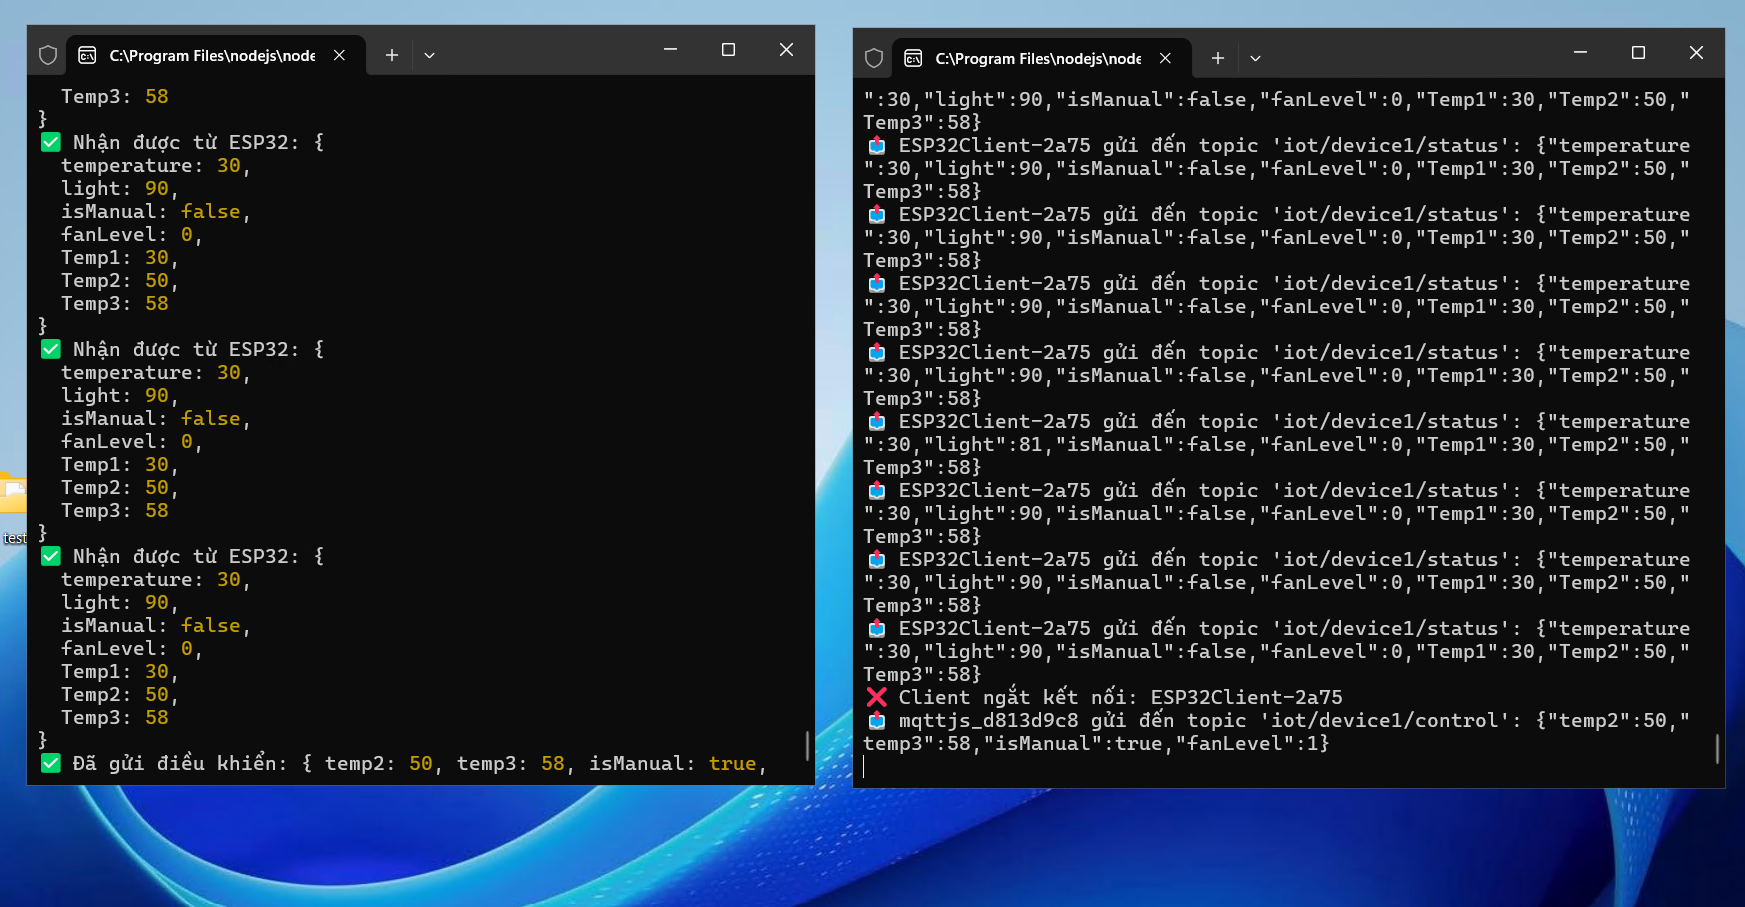 C:\Program Files\nodejs\node
Temp3: 58
}
✅ Nhận được từ ESP32: {
temperature: 30,
light: 90,
isManual: false,
fanLevel: 0,
Temp1: 30,
Temp2: 50,
Temp3: 58
}
✅ Nhận được từ ESP32: {
temperature: 30,
light: 90,
isManual: false,
fanLevel: 0,
Temp1: 30,
Temp2: 50,
Temp3: 58
}
✅ Nhận được từ ESP32: {
temperature: 30,
light: 90,
isManual: false,
fanLevel: 0,
Temp1: 30,
Temp2: 50,
Temp3: 58
}
✅ Đã gửi điều khiển: { temp2: 50, temp3: 58, isManual: true,
C:\Program Files\nodejs\node
":30,"light":90,"isManual":false,"fanLevel":0,"Temp1":30,"Temp2":50,"
Temp3":58}
📤 ESP32Client-2a75 gửi đến topic 'iot/device1/status': {"temperature
":30,"light":90,"isManual":false,"fanLevel":0,"Temp1":30,"Temp2":50,"
Temp3":58}
📤 ESP32Client-2a75 gửi đến topic 'iot/device1/status': {"temperature
":30,"light":90,"isManual":false,"fanLevel":0,"Temp1":30,"Temp2":50,"
Temp3":58}
📤 ESP32Client-2a75 gửi đến topic 'iot/device1/status': {"temperature
":30,"light":90,"isManual":false,"fanLevel":0,"Temp1":30,"Temp2":50,"
Temp3":58}
📤 ESP32Client-2a75 gửi đến topic 'iot/device1/status': {"temperature
":30,"light":90,"isManual":false,"fanLevel":0,"Temp1":30,"Temp2":50,"
Temp3":58}
📤 ESP32Client-2a75 gửi đến topic 'iot/device1/status': {"temperature
":30,"light":81,"isManual":false,"fanLevel":0,"Temp1":30,"Temp2":50,"
Temp3":58}
📤 ESP32Client-2a75 gửi đến topic 'iot/device1/status': {"temperature
":30,"light":90,"isManual":false,"fanLevel":0,"Temp1":30,"Temp2":50,"
Temp3":58}
📤 ESP32Client-2a75 gửi đến topic 'iot/device1/status': {"temperature
":30,"light":90,"isManual":false,"fanLevel":0,"Temp1":30,"Temp2":50,"
Temp3":58}
📤 ESP32Client-2a75 gửi đến topic 'iot/device1/status': {"temperature
":30,"light":90,"isManual":false,"fanLevel":0,"Temp1":30,"Temp2":50,"
Temp3":58}
❌ Client ngắt kết nối: ESP32Client-2a75
📤 mqttjs_d813d9c8 gửi đến topic 'iot/device1/control': {"temp2":50,"
temp3":58,"isManual":true,"fanLevel":1}
test